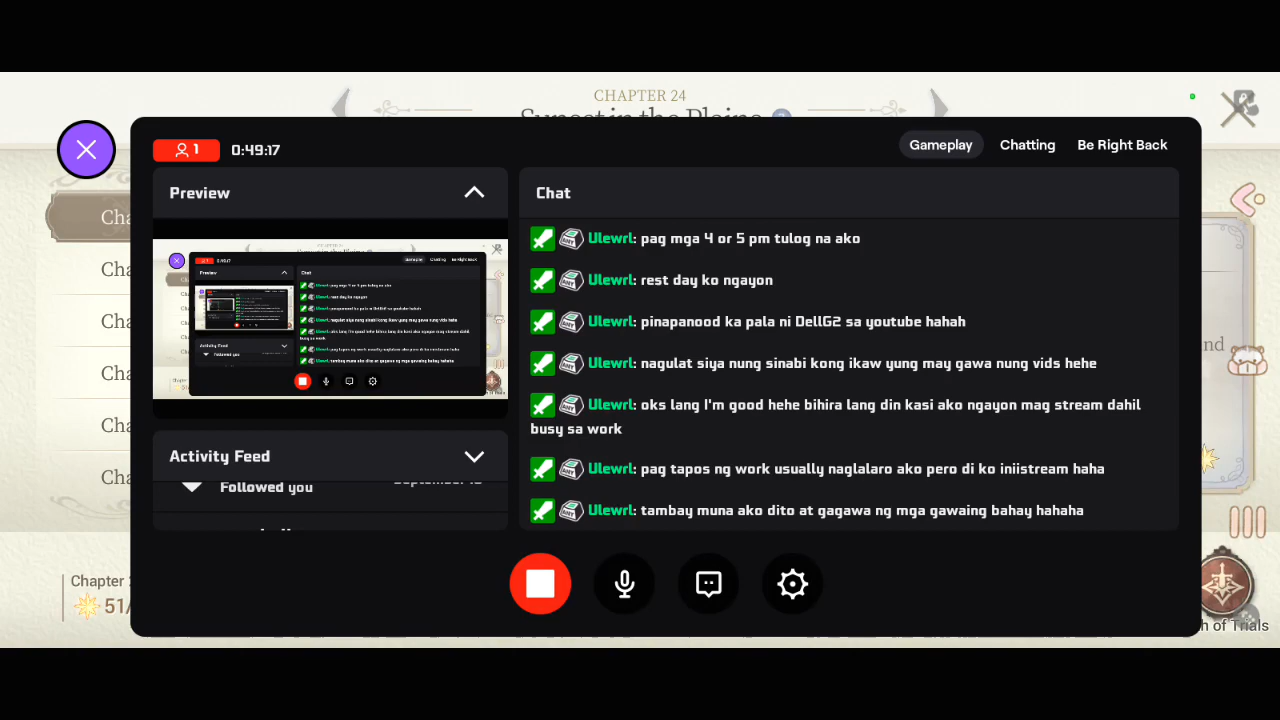 CHAPTER 24
1
0:49:17
Gameplay
Chatting
Be Right Back
Preview
Chat
Ulewrl: pag mga 4 or 5 pm tulog na ako
Ulewrl: rest day ko ngayon
Ulewrl: pinapanood ka pala ni DellG2 sa youtube hahah
Ulewrl: nagulat siya nung sinabi kong ikaw yung may gawa nung vids hehe
Ulewrl: oks lang I'm good hehe bihira lang din kasi ako ngayon mag stream dahil
busy sa work
Ulewrl: pag tapos ng work usually naglalaro ako pero di ko iniistream haha
Ulewrl: tambay muna ako dito at gagawa ng mga gawaing bahay hahaha
Activity Feed
Followed you
Chapter
51/
of Trials